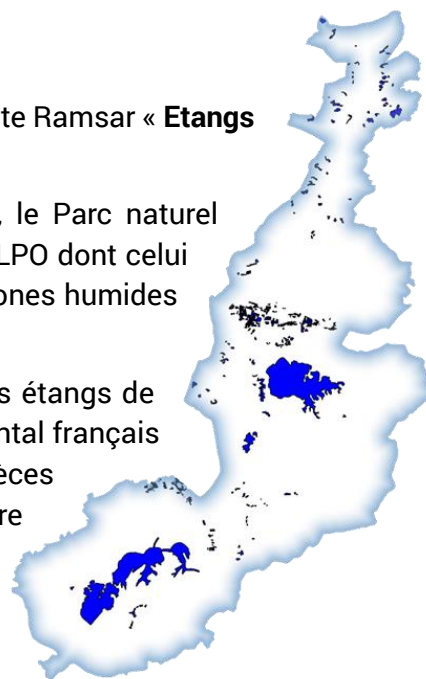 te Ramsar « Etangs
, le Parc naturel
LPO dont celui
ones humides
s étangs de
ntal français
èces
re